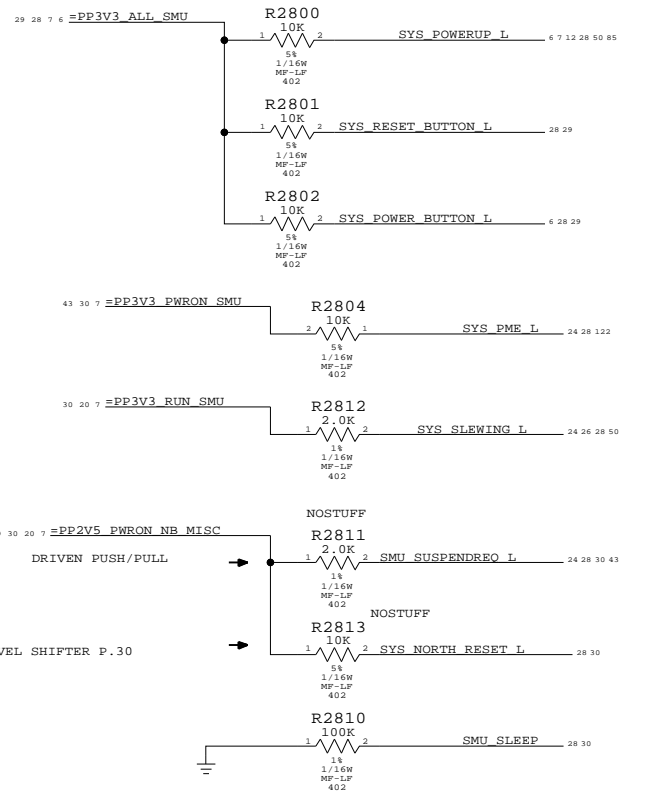 R2800
29 28 7 6 =PP3V3_ALL_SMU
10K
1 2 SYS_POWERUP_L 6 7 12 28 50 85
5%
1/16W
MF-LF
402
R2801
10K
1 2 SYS_RESET_BUTTON_L 28 29
5%
1/16W
MF-LF
402
R2802
10K
1 2 SYS_POWER_BUTTON_L 6 28 29
5%
1/16W
MF-LF
402
43 30 7 =PP3V3_PWRON_SMU
R2804
10K
2 1 SYS_PME_L 24 28 122
5%
1/16W
MF-LF
402
30 20 7 =PP3V3_RUN_SMU
R2812
2.0K
1 2 SYS_SLEWING_L 24 26 28 50
1%
1/16W
MF-LF
402
NOSTUFF
30 20 7 =PP2V5_PWRON_NB_MISC
R2811
2.0K
DRIVEN PUSH/PULL
1 2 SMU_SUSPENDREQ_L 24 28 30 43
1%
1/16W
MF-LF
402
NOSTUFF
R2813
10K
VEL SHIFTER P.30
1 2 SYS_NORTH_RESET_L 28 30
5%
1/16W
MF-LF
402
R2810
100K
1 2 SMU_SLEEP 28 30
1%
1/16W
MF-LF
402